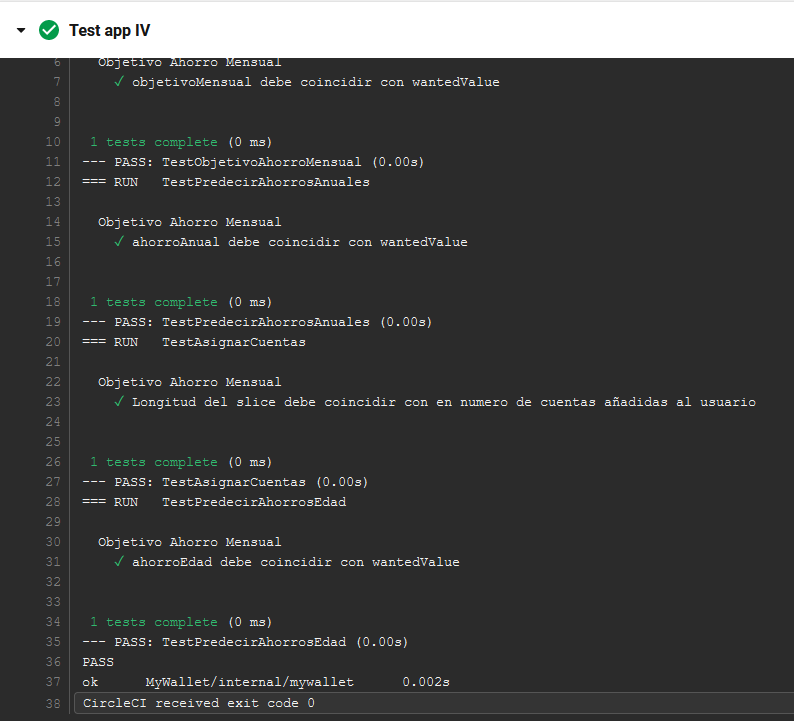 Test app IV
6 Objetivo Ahorro Mensual
7 ✓ objetivoMensual debe coincidir con wantedValue
8
9
10 1 tests complete (0 ms)
11 --- PASS: TestObjetivoAhorroMensual (0.00s)
12 === RUN TestPredecirAhorrosAnuales
13
14 Objetivo Ahorro Mensual
15 ✓ ahorroAnual debe coincidir con wantedValue
16
17
18 1 tests complete (0 ms)
19 --- PASS: TestPredecirAhorrosAnuales (0.00s)
20 === RUN TestAsignarCuentas
21
22 Objetivo Ahorro Mensual
23 ✓ Longitud del slice debe coincidir con en numero de cuentas añadidas al usuario
24
25
26 1 tests complete (0 ms)
27 --- PASS: TestAsignarCuentas (0.00s)
28 === RUN TestPredecirAhorrosEdad
29
30 Objetivo Ahorro Mensual
31 ✓ ahorroEdad debe coincidir con wantedValue
32
33
34 1 tests complete (0 ms)
35 --- PASS: TestPredecirAhorrosEdad (0.00s)
36 PASS
37 ok MyWallet/internal/mywallet 0.002s
38 CircleCI received exit code 0